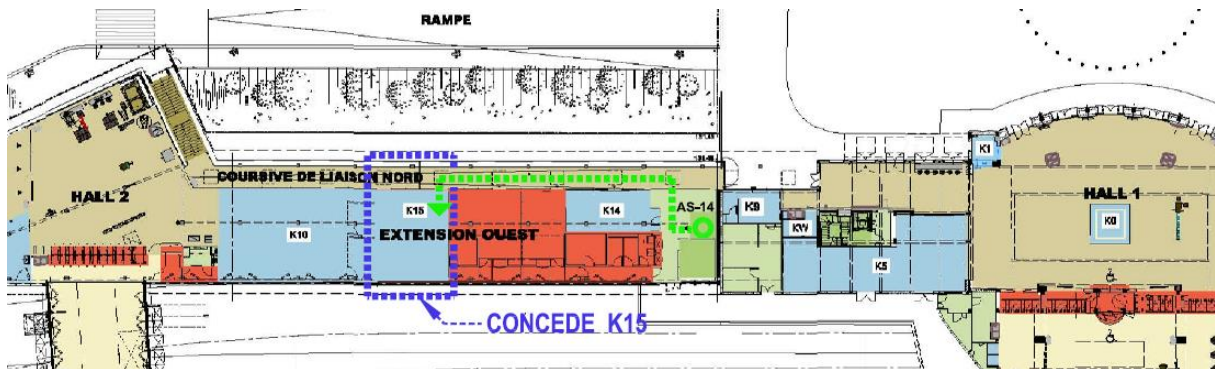 RAMPE
COURSIVE DE LIAISON NORD
HALL 2
K10
K15
K14
AS-14
EXTENSION OUEST
K9
KW
K5
K1
HALL 1
K0
CONCEDE K15